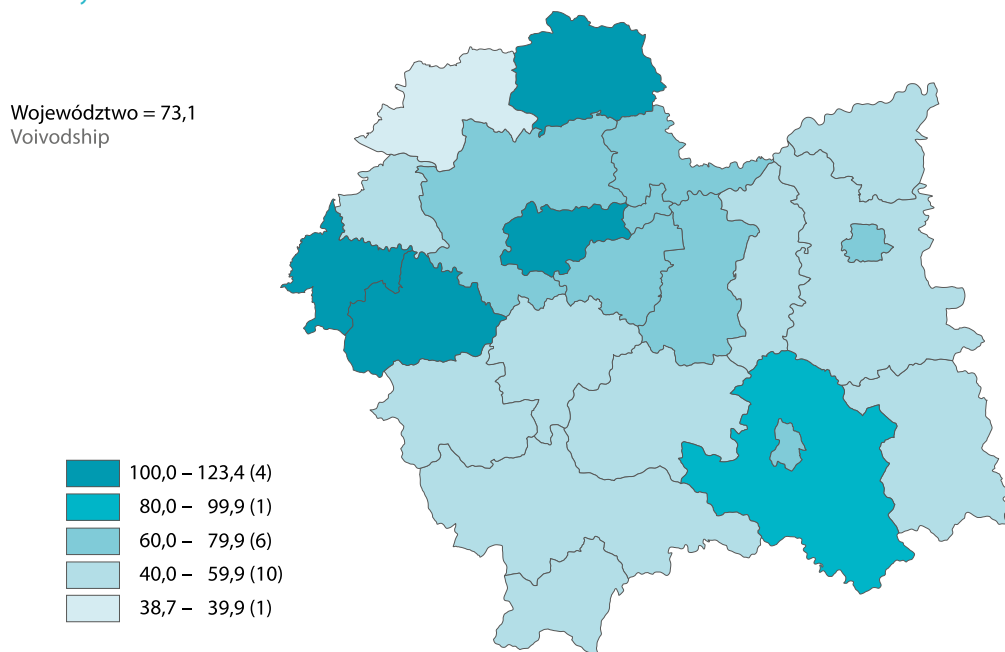 Województwo = 73,1
Voivodship
100,0 – 123,4 (4)
80,0 – 99,9 (1)
60,0 – 79,9 (6)
40,0 – 59,9 (10)
38,7 – 39,9 (1)